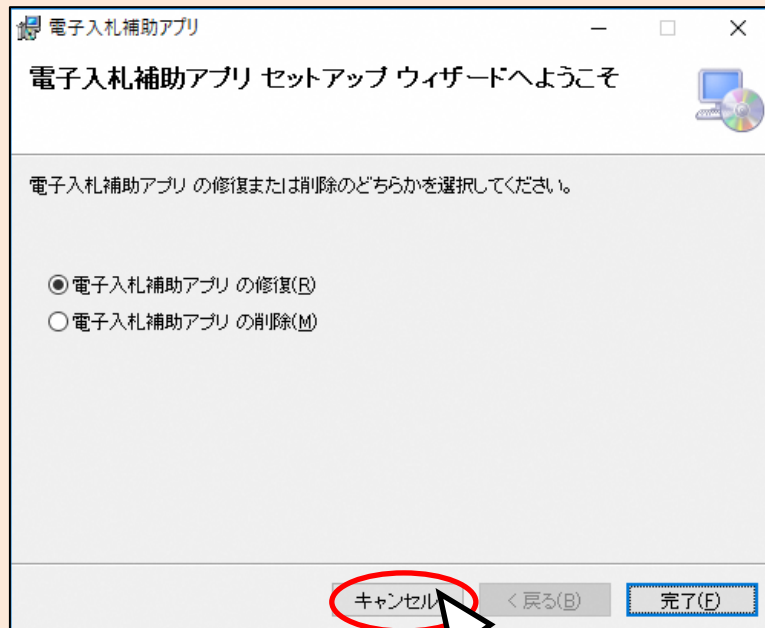 電子入札補助アプリ
電子入札補助アプリ セットアップ ウィザードへようこそ
電子入札補助アプリ の修復または削除のどちらかを選択してください。
電子入札補助アプリ の修復(R)
電子入札補助アプリ の削除(M)
キャンセル
< 戻る(B)
完了(F)